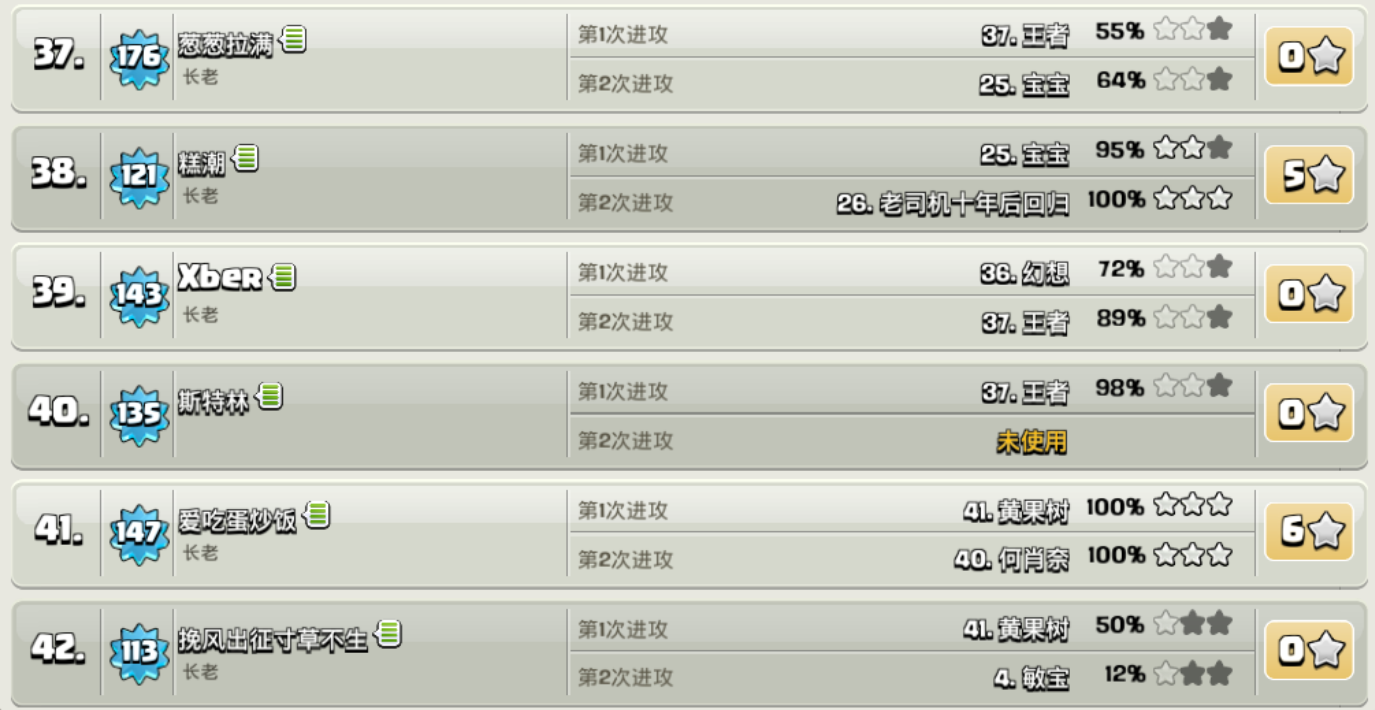 37. 176 葱葱拉满 第1次进攻 37. 王者 55% 0
长老 第2次进攻 25. 宝宝 64%
38. 121 糕潮 第1次进攻 25. 宝宝 95% 5
长老 第2次进攻 26. 老司机十年后回归 100%
39. 143 Xber 第1次进攻 36. 幻想 72% 0
长老 第2次进攻 37. 王者 89%
40. 135 斯特林 第1次进攻 37. 王者 98% 0
第2次进攻 未使用
41. 147 爱吃蛋炒饭 第1次进攻 41. 黄果树 100% 6
长老 第2次进攻 40. 何肖奈 100%
42. 113 挽风出征寸草不生 第1次进攻 41. 黄果树 50% 0
长老 第2次进攻 4. 敏宝 12%